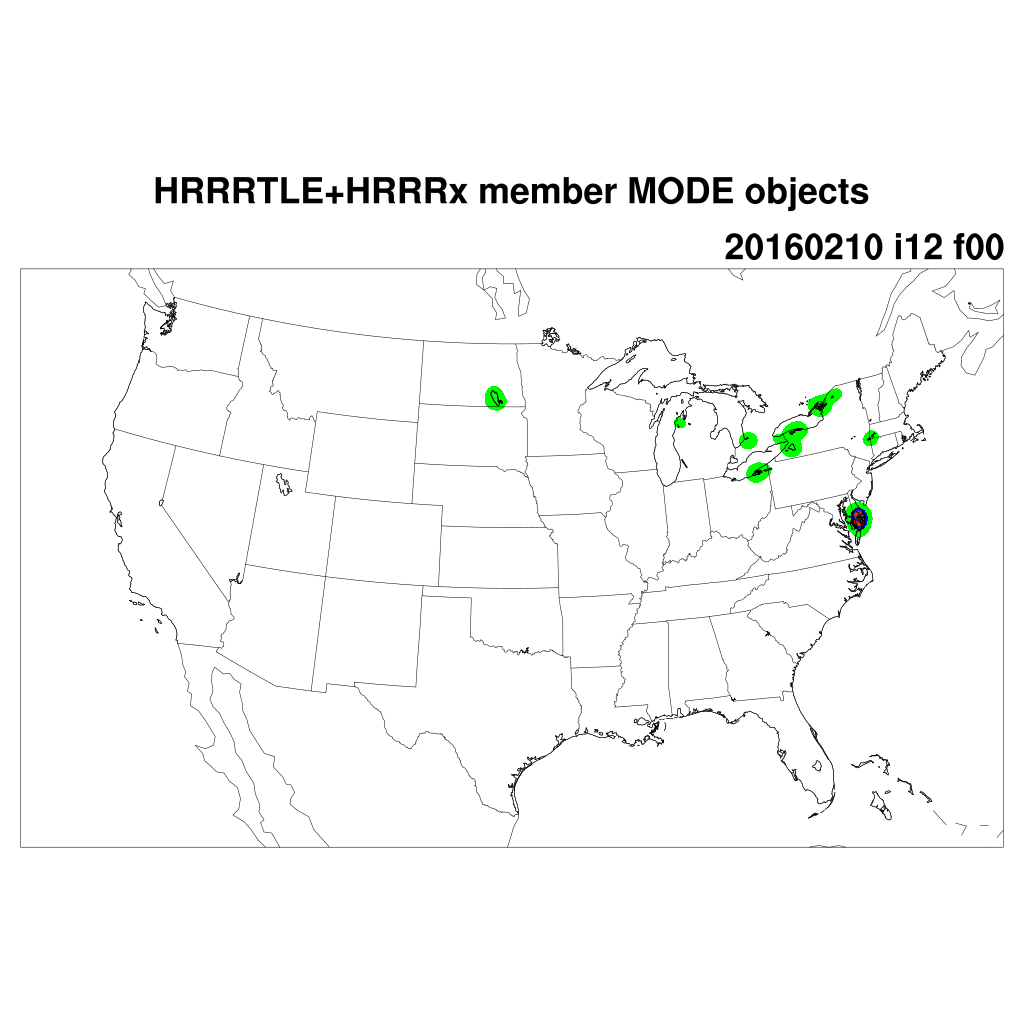 HRRRTLE+HRRRx member MODE objects
20160210 i12 f00